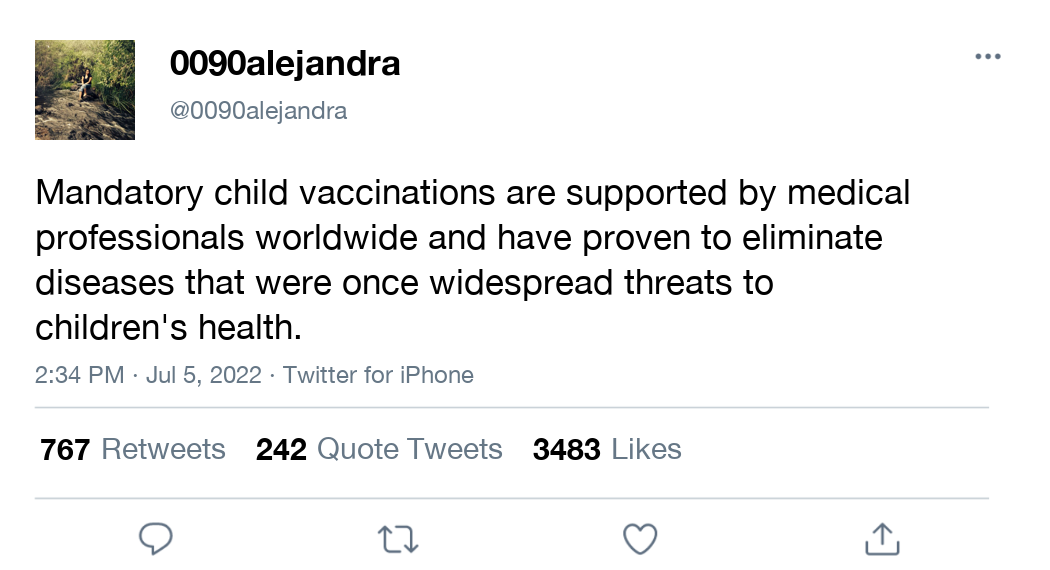 0090alejandra
@0090alejandra
Mandatory child vaccinations are supported by medical
professionals worldwide and have proven to eliminate
diseases that were once widespread threats to
children's health.
2:34 PM · Jul 5, 2022 · Twitter for iPhone
767 Retweets 242 Quote Tweets 3483 Likes